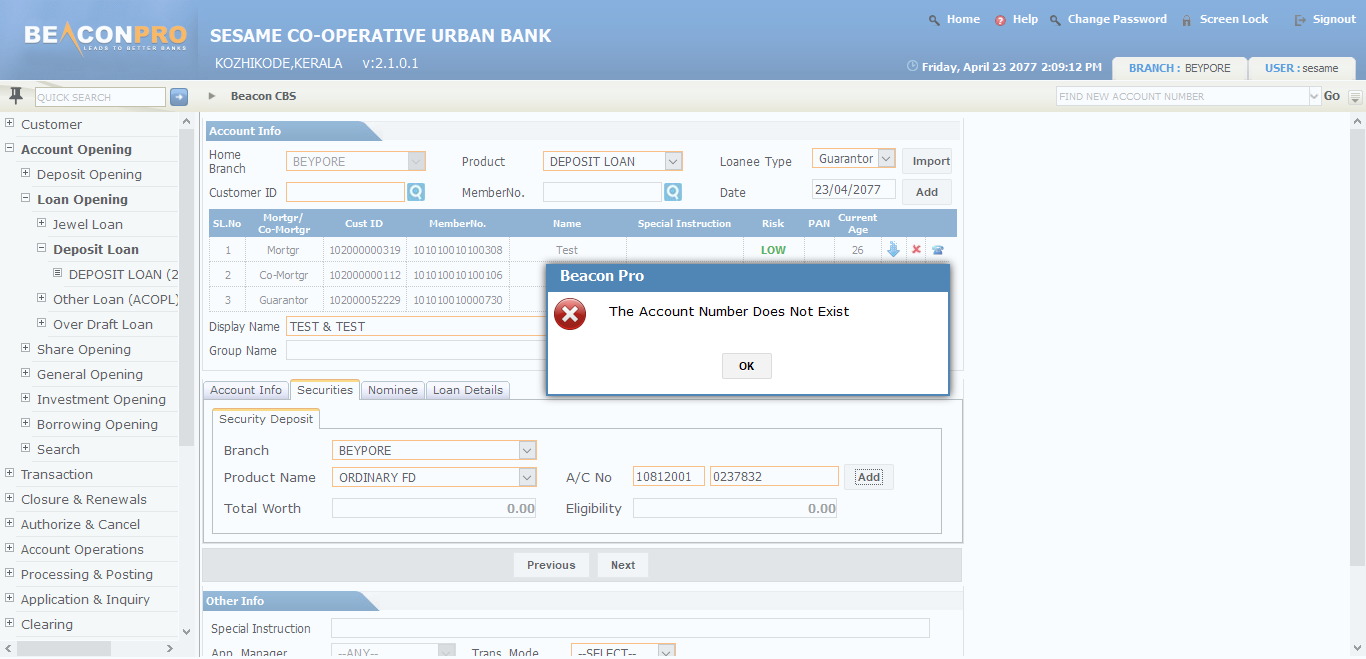 BEACONPRO
LEADS TO BETTER BANKS
SESAME CO-OPERATIVE URBAN BANK
KOZHIKODE,KERALA v:2.1.0.1
Home Help Change Password Screen Lock Signout
Friday, April 23 2077 2:09:12 PM BRANCH : BEYPORE USER : sesame
QUICK SEARCH Beacon CBS FIND NEW ACCOUNT NUMBER Go
Customer
Account Opening
Deposit Opening
Loan Opening
Jewel Loan
Deposit Loan
DEPOSIT LOAN (2
Other Loan (ACOPL)
Over Draft Loan
Share Opening
General Opening
Investment Opening
Borrowing Opening
Search
Transaction
Closure & Renewals
Authorize & Cancel
Account Operations
Processing & Posting
Application & Inquiry
Clearing
Account Info
Home Branch BEYPORE Product DEPOSIT LOAN Loanee Type Guarantor Import
Customer ID MemberNo. Date 23/04/2077 Add
SL.No Mortgr/ Co-Mortgr Cust ID MemberNo. Name Special Instruction Risk PAN Current Age
1 Mortgr 102000000319 101010010100308 Test LOW 26
2 Co-Mortgr 102000000112 101010010100106
3 Guarantor 102000052229 101010010000730
Display Name TEST & TEST
Group Name
Beacon Pro
The Account Number Does Not Exist
OK
Account Info Securities Nominee Loan Details
Security Deposit
Branch BEYPORE
Product Name ORDINARY FD A/C No 10812001 0237832 Add
Total Worth 0.00 Eligibility 0.00
Previous Next
Other Info
Special Instruction
App. Manager --ANY-- Trans. Mode --SELECT--